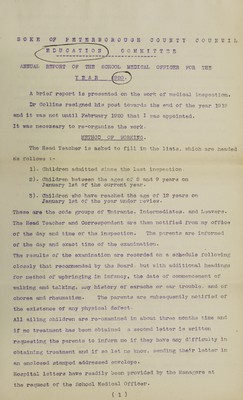 SOKE OF PETERBOROUGH COUNTY COUNCIL
EDUCATION COMMITTEE
ANNUAL REPORT OF THE SCHOOL MEDICAL OFFICER FOR THE
YEAR 1920.
A brief report is presented on the work of medical inspection.
Dr Collins resigned his post towards the end of the year 1919
and it was not until February 1920 that I was appointed.
It was necessary to re-organize the work.
METHOD OF WORKING.
The Head Teacher is asked to fill in the lists, which are headed
as follows :-
1). Children admitted since the last inspection.
2). Children between the ages of 8 and 9 years on
January 1st of the current year.
3). Children who have reached the age of 12 years on
January 1st of the year under review.
These are the code groups of Entrants, Intermediates, and Leavers.
The Head Teacher and Correspondent are then notified from my office
of the day and time of the inspection. The parents are informed
of the day and exact time of the examination.
The results of the examination are recorded on a schedule following
closely that recommended by the Board, but with additional headings
for method of upbringing in infancy, the date of commencement of
walking and talking, any history of earache or ear trouble, and of
chorea and rheumatism. The parents are subsequently notified of
the existence of any physical defect.
All ailing children are re-examined in about three months time and
if no treatment has been obtained a second letter is written
requesting the parents to inform me if they have any difficulty in
obtaining treatment and if so let me have, sending their letter in
an enclosed stamped addressed envelope.
Hospital letters have readily been provided by the Managers at
the request of the School Medical Officer.
( 1 )